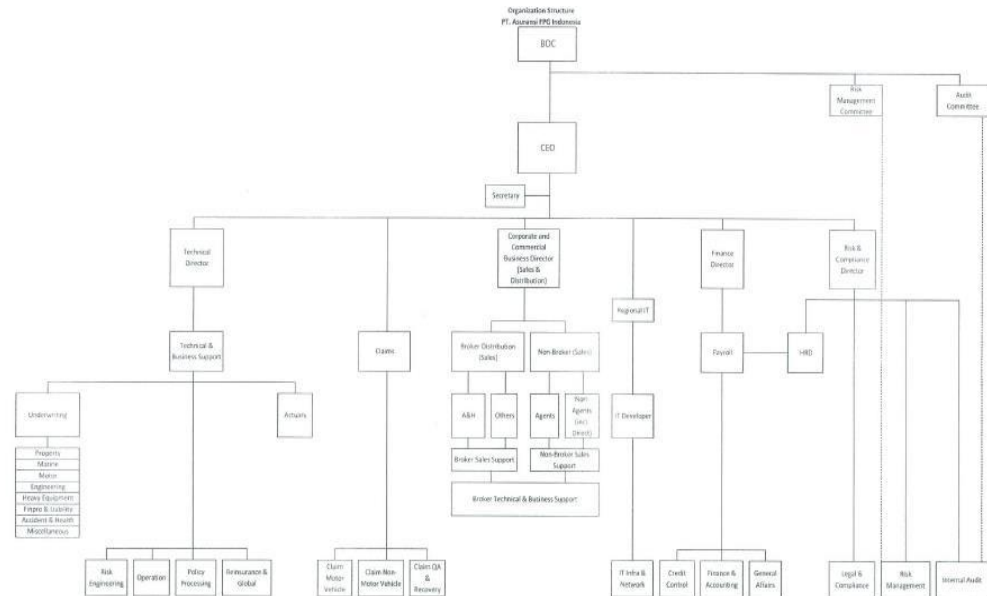 Organization Structure
PT. Asuransi FPG Indonesia
BOC
Risk
Management
Committee
Audit
Committee
CEO
Secretary
Technical
Director
Corporate and
Commercial
Business Director
(Sales &
Distribution)
Finance
Director
Risk &
Compliance
Director
Regional IT
Technical &
Business Support
Claims
Broker Distribution
(Sales)
Non-Broker (Sales)
Payroll
HRD
Underwriting
Actuary
A&H
Others
Agents
Non-
Agents
(inc
Direct)
IT Developer
Property
Marine
Motor
Engineering
Heavy Equipment
Finpro & Liability
Accident & Health
Miscellaneous
Broker Sales Support
Non-Broker Sales
Support
Broker Technical & Business Support
Risk
Engineering
Operation
Policy
Processing
Reinsurance &
Global
Claim
Motor
Vehicle
Claim Non-
Motor Vehicle
Claim QA
&
Recovery
IT Infra &
Network
Credit
Control
Finance &
Accounting
General
Affairs
Legal &
Compliance
Risk
Management
Internal Audit